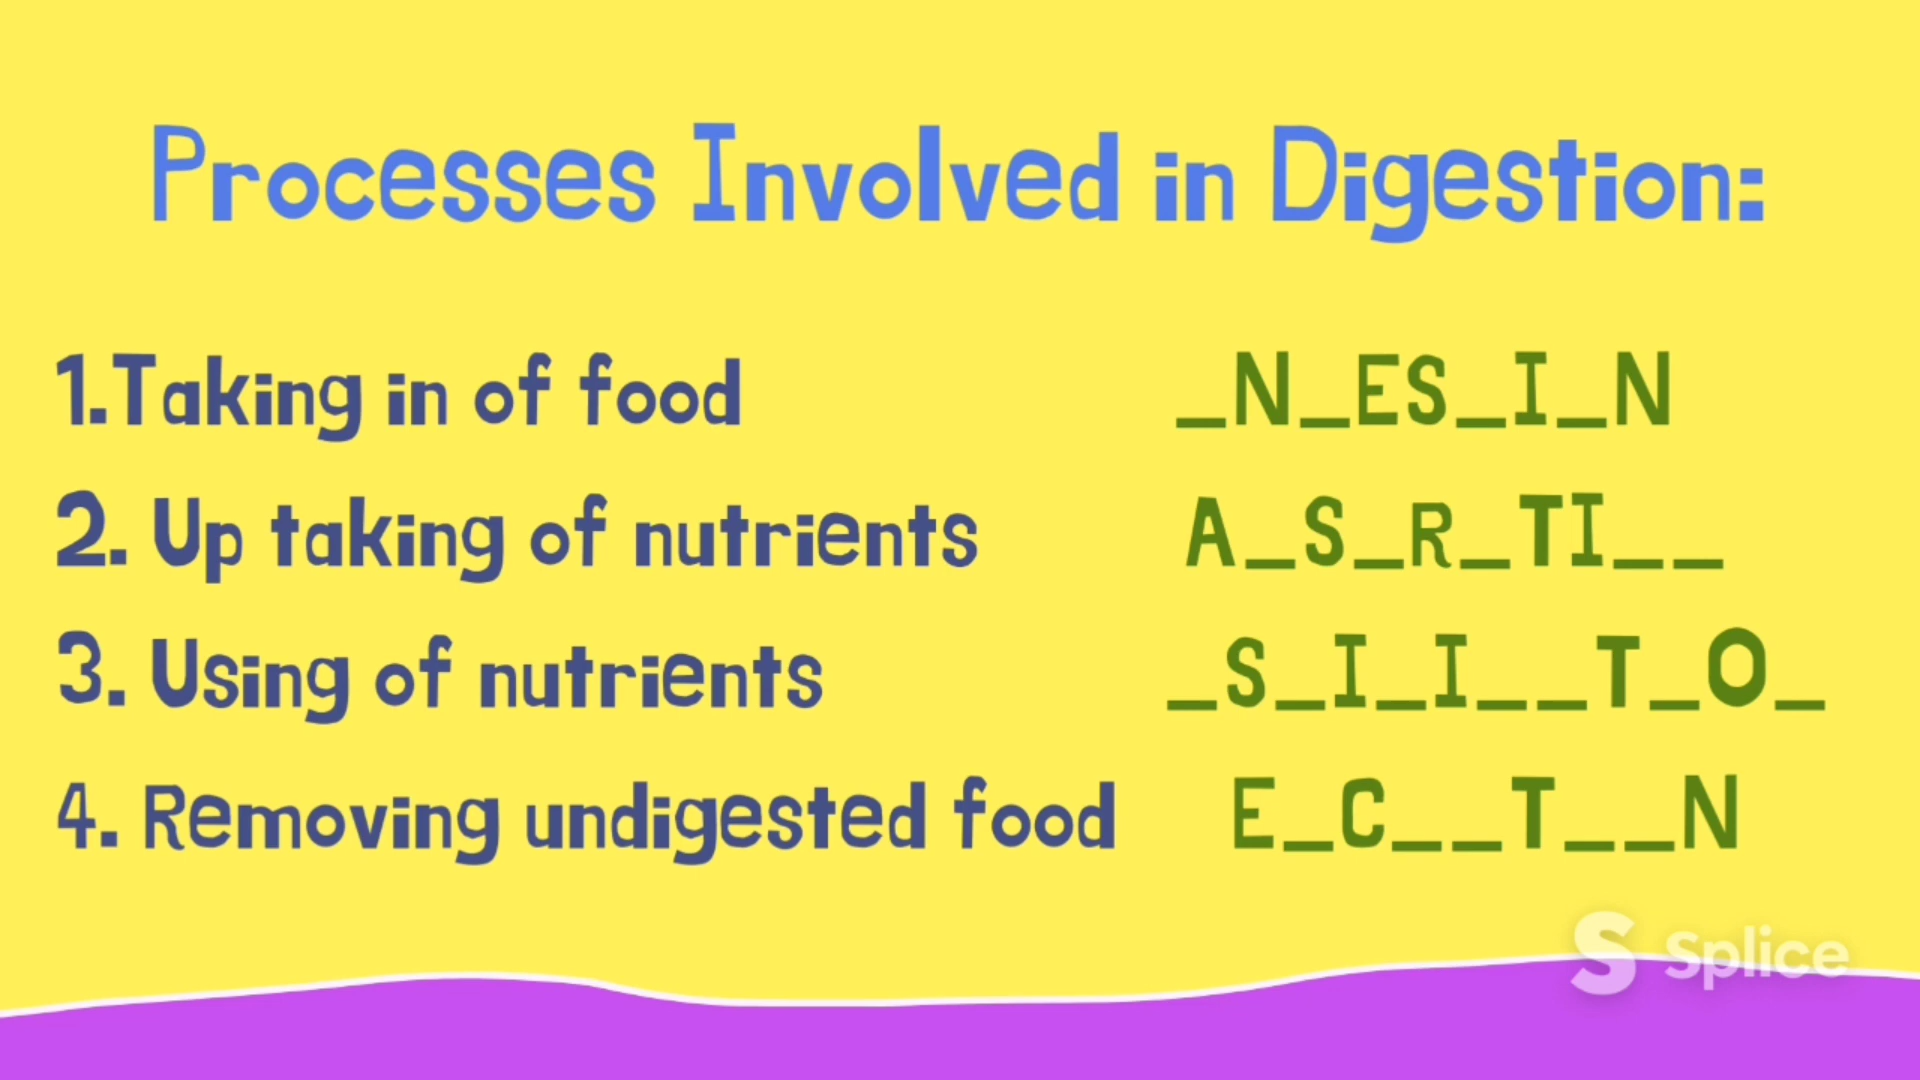 Processes Involved in Digestion:
1.Taking in of food _N_ES_I_N
2. Up taking of nutrients A_S_R_TI__
3. Using of nutrients _S_I_I__T_O_
4. Removing undigested food E_C__T__N
S Splice